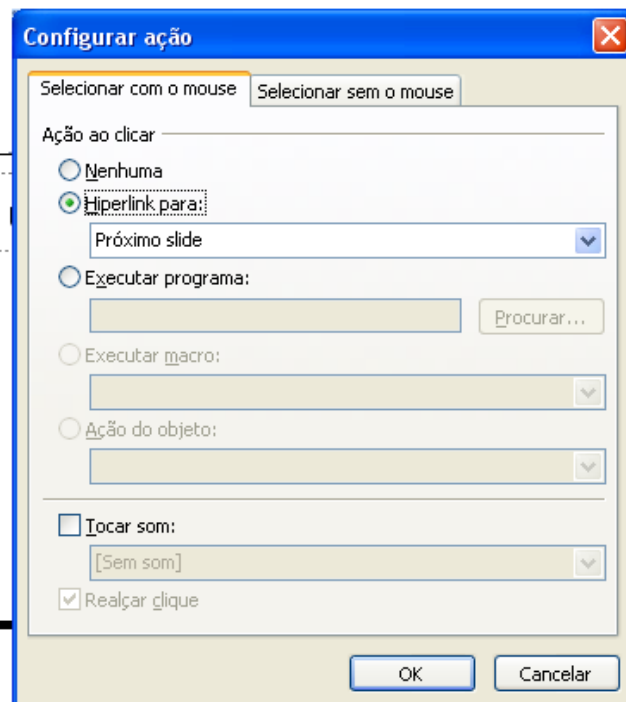 Configurar ação
Selecionar com o mouse Selecionar sem o mouse
Ação ao clicar
Nenhuma
Hiperlink para:
Próximo slide
Executar programa:
Procurar...
Executar macro:
Ação do objeto:
Tocar som:
[Sem som]
Realçar clique
OK Cancelar